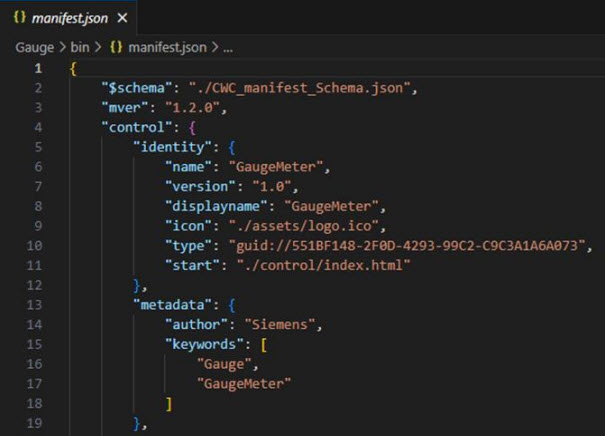 {} manifest.json ×
Gauge > bin > {} manifest.json > ...
1 {
2 "$schema": "./CWC_manifest_Schema.json",
3 "mver": "1.2.0",
4 "control": {
5 "identity": {
6 "name": "GaugeMeter",
7 "version": "1.0",
8 "displayname": "GaugeMeter",
9 "icon": "./assets/logo.ico",
10 "type": "guid://551BF148-2F0D-4293-99C2-C9C3A1A6A073",
11 "start": "./control/index.html"
12 },
13 "metadata": {
14 "author": "Siemens",
15 "keywords": [
16 "Gauge",
17 "GaugeMeter"
18 ]
19 },